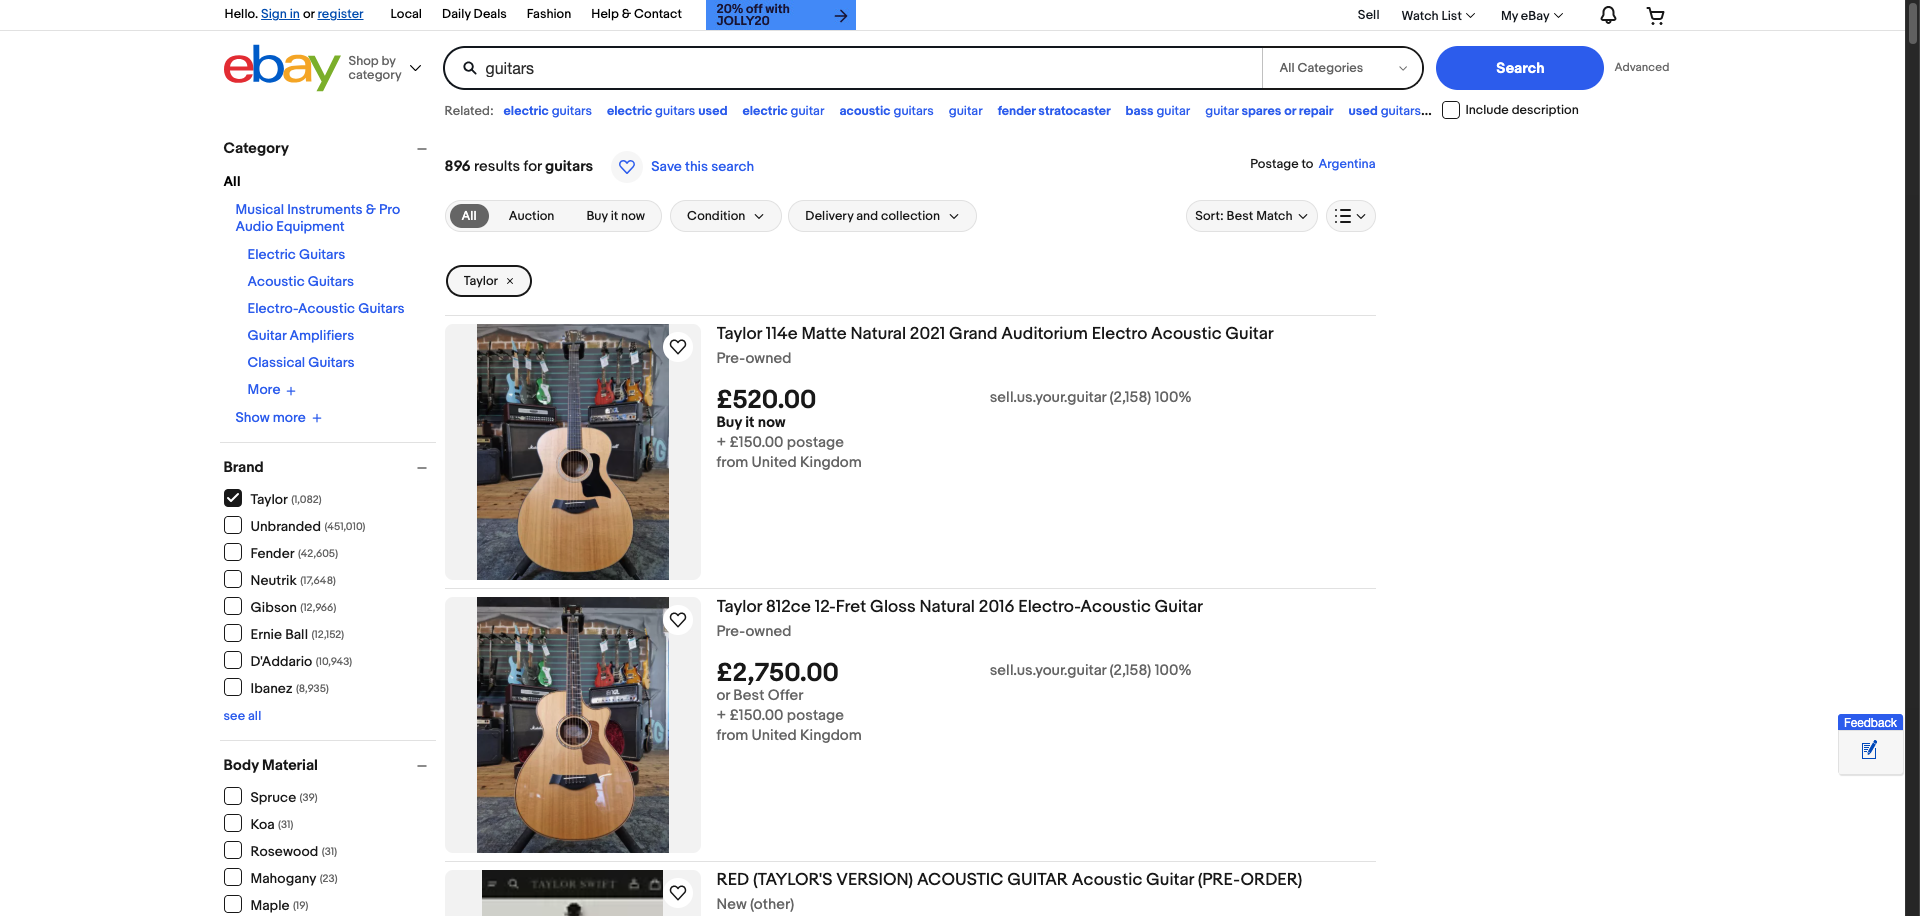 Hello. Sign in or register
Local
Daily Deals
Fashion
Help & Contact
20% off with
JOLLY20
Sell
Watch List
My eBay
ebay
Shop by
category
guitars
All Categories
Search
Advanced
Related: electric guitars electric guitars used electric guitar acoustic guitars guitar fender stratocaster bass guitar guitar spares or repair used guitars...
Include description
Category
All
Musical Instruments & Pro
Audio Equipment
Electric Guitars
Acoustic Guitars
Electro-Acoustic Guitars
Guitar Amplifiers
Classical Guitars
More
Show more
Brand
Taylor (1,082)
Unbranded (451,010)
Fender (42,605)
Neutrik (17,648)
Gibson (12,966)
Ernie Ball (12,152)
D'Addario (10,943)
Ibanez (8,935)
see all
Body Material
Spruce (39)
Koa (31)
Rosewood (31)
Mahogany (23)
Maple (19)
896 results for guitars
Save this search
Postage to Argentina
All
Auction
Buy it now
Condition
Delivery and collection
Sort: Best Match
Taylor
Taylor 114e Matte Natural 2021 Grand Auditorium Electro Acoustic Guitar
Pre-owned
£520.00
Buy it now
+ £150.00 postage
from United Kingdom
sell.us.your.guitar (2,158) 100%
Taylor 812ce 12-Fret Gloss Natural 2016 Electro-Acoustic Guitar
Pre-owned
£2,750.00
or Best Offer
+ £150.00 postage
from United Kingdom
sell.us.your.guitar (2,158) 100%
TAYLOR SWIFT
RED (TAYLOR'S VERSION) ACOUSTIC GUITAR Acoustic Guitar (PRE-ORDER)
New (other)
Feedback